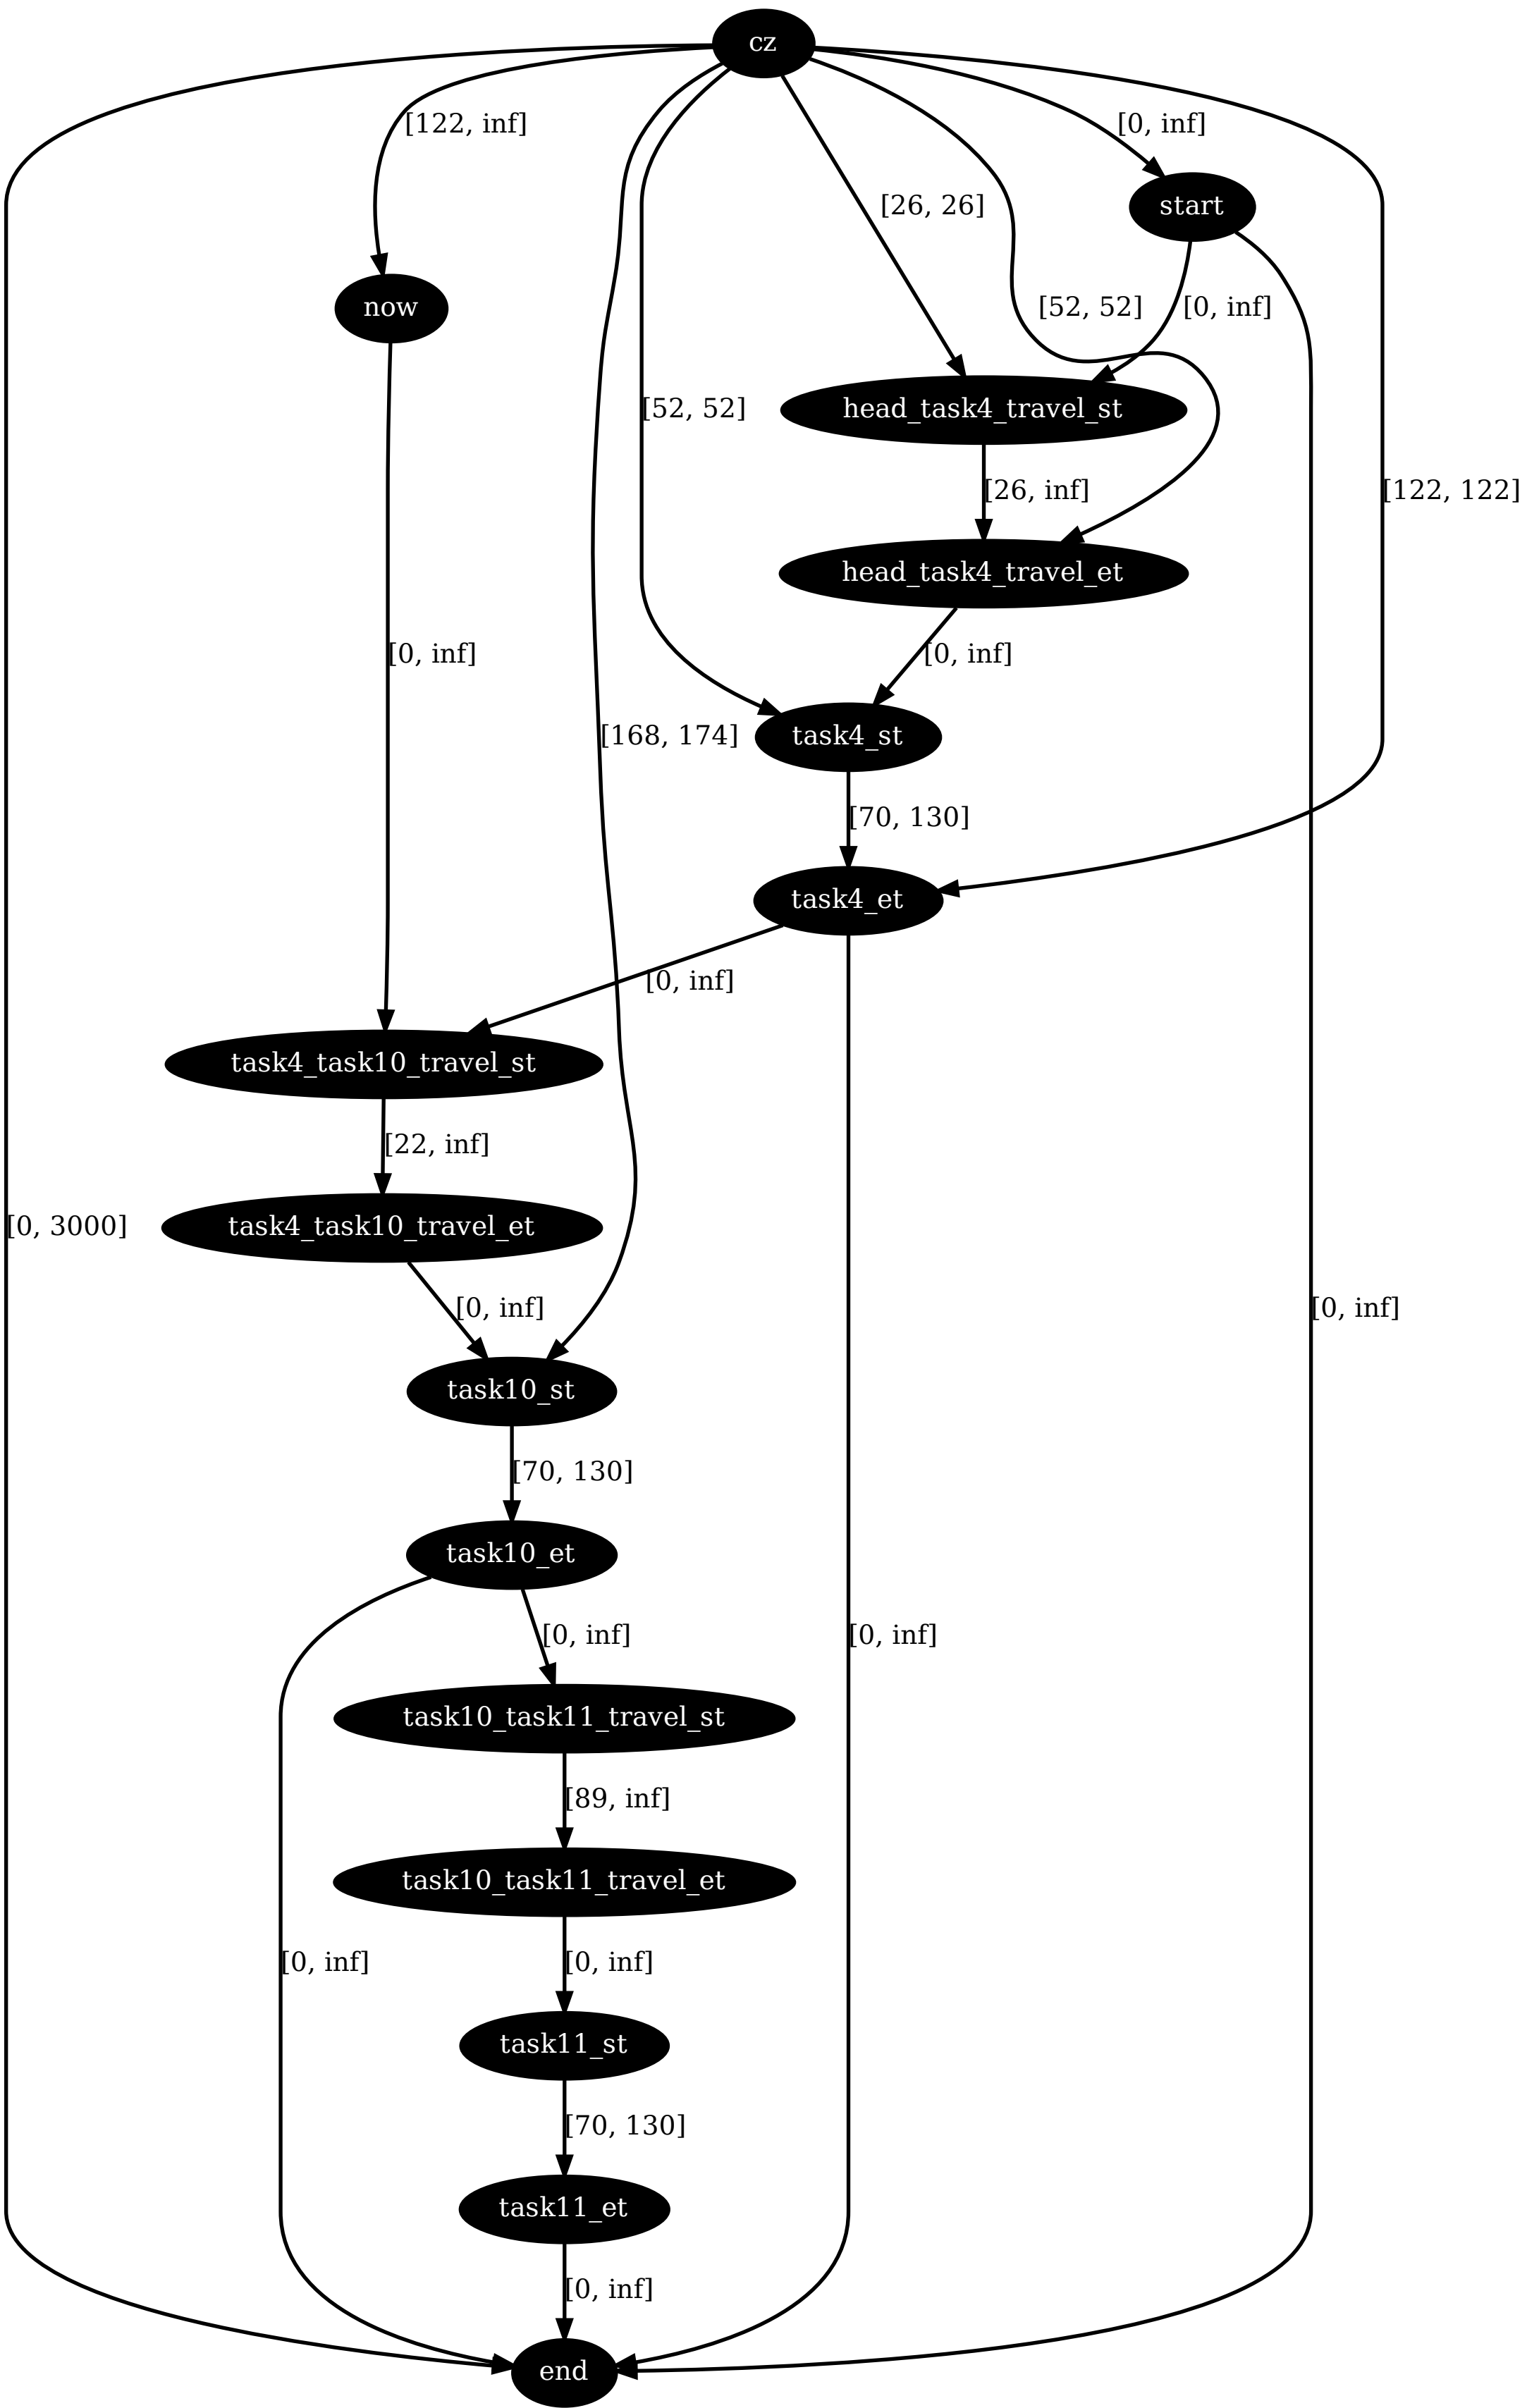 cz
[122, inf]
[0, inf]
[26, 26]
start
now
[52, 52]
[0, inf]
[52, 52]
head_task4_travel_st
[26, inf]
[122, 122]
head_task4_travel_et
[0, inf]
[0, inf]
[168, 174]
task4_st
[70, 130]
task4_et
[0, inf]
task4_task10_travel_st
[22, inf]
[0, 3000]
task4_task10_travel_et
[0, inf]
[0, inf]
task10_st
[70, 130]
task10_et
[0, inf]
[0, inf]
task10_task11_travel_st
[89, inf]
task10_task11_travel_et
[0, inf]
[0, inf]
task11_st
[70, 130]
task11_et
[0, inf]
end